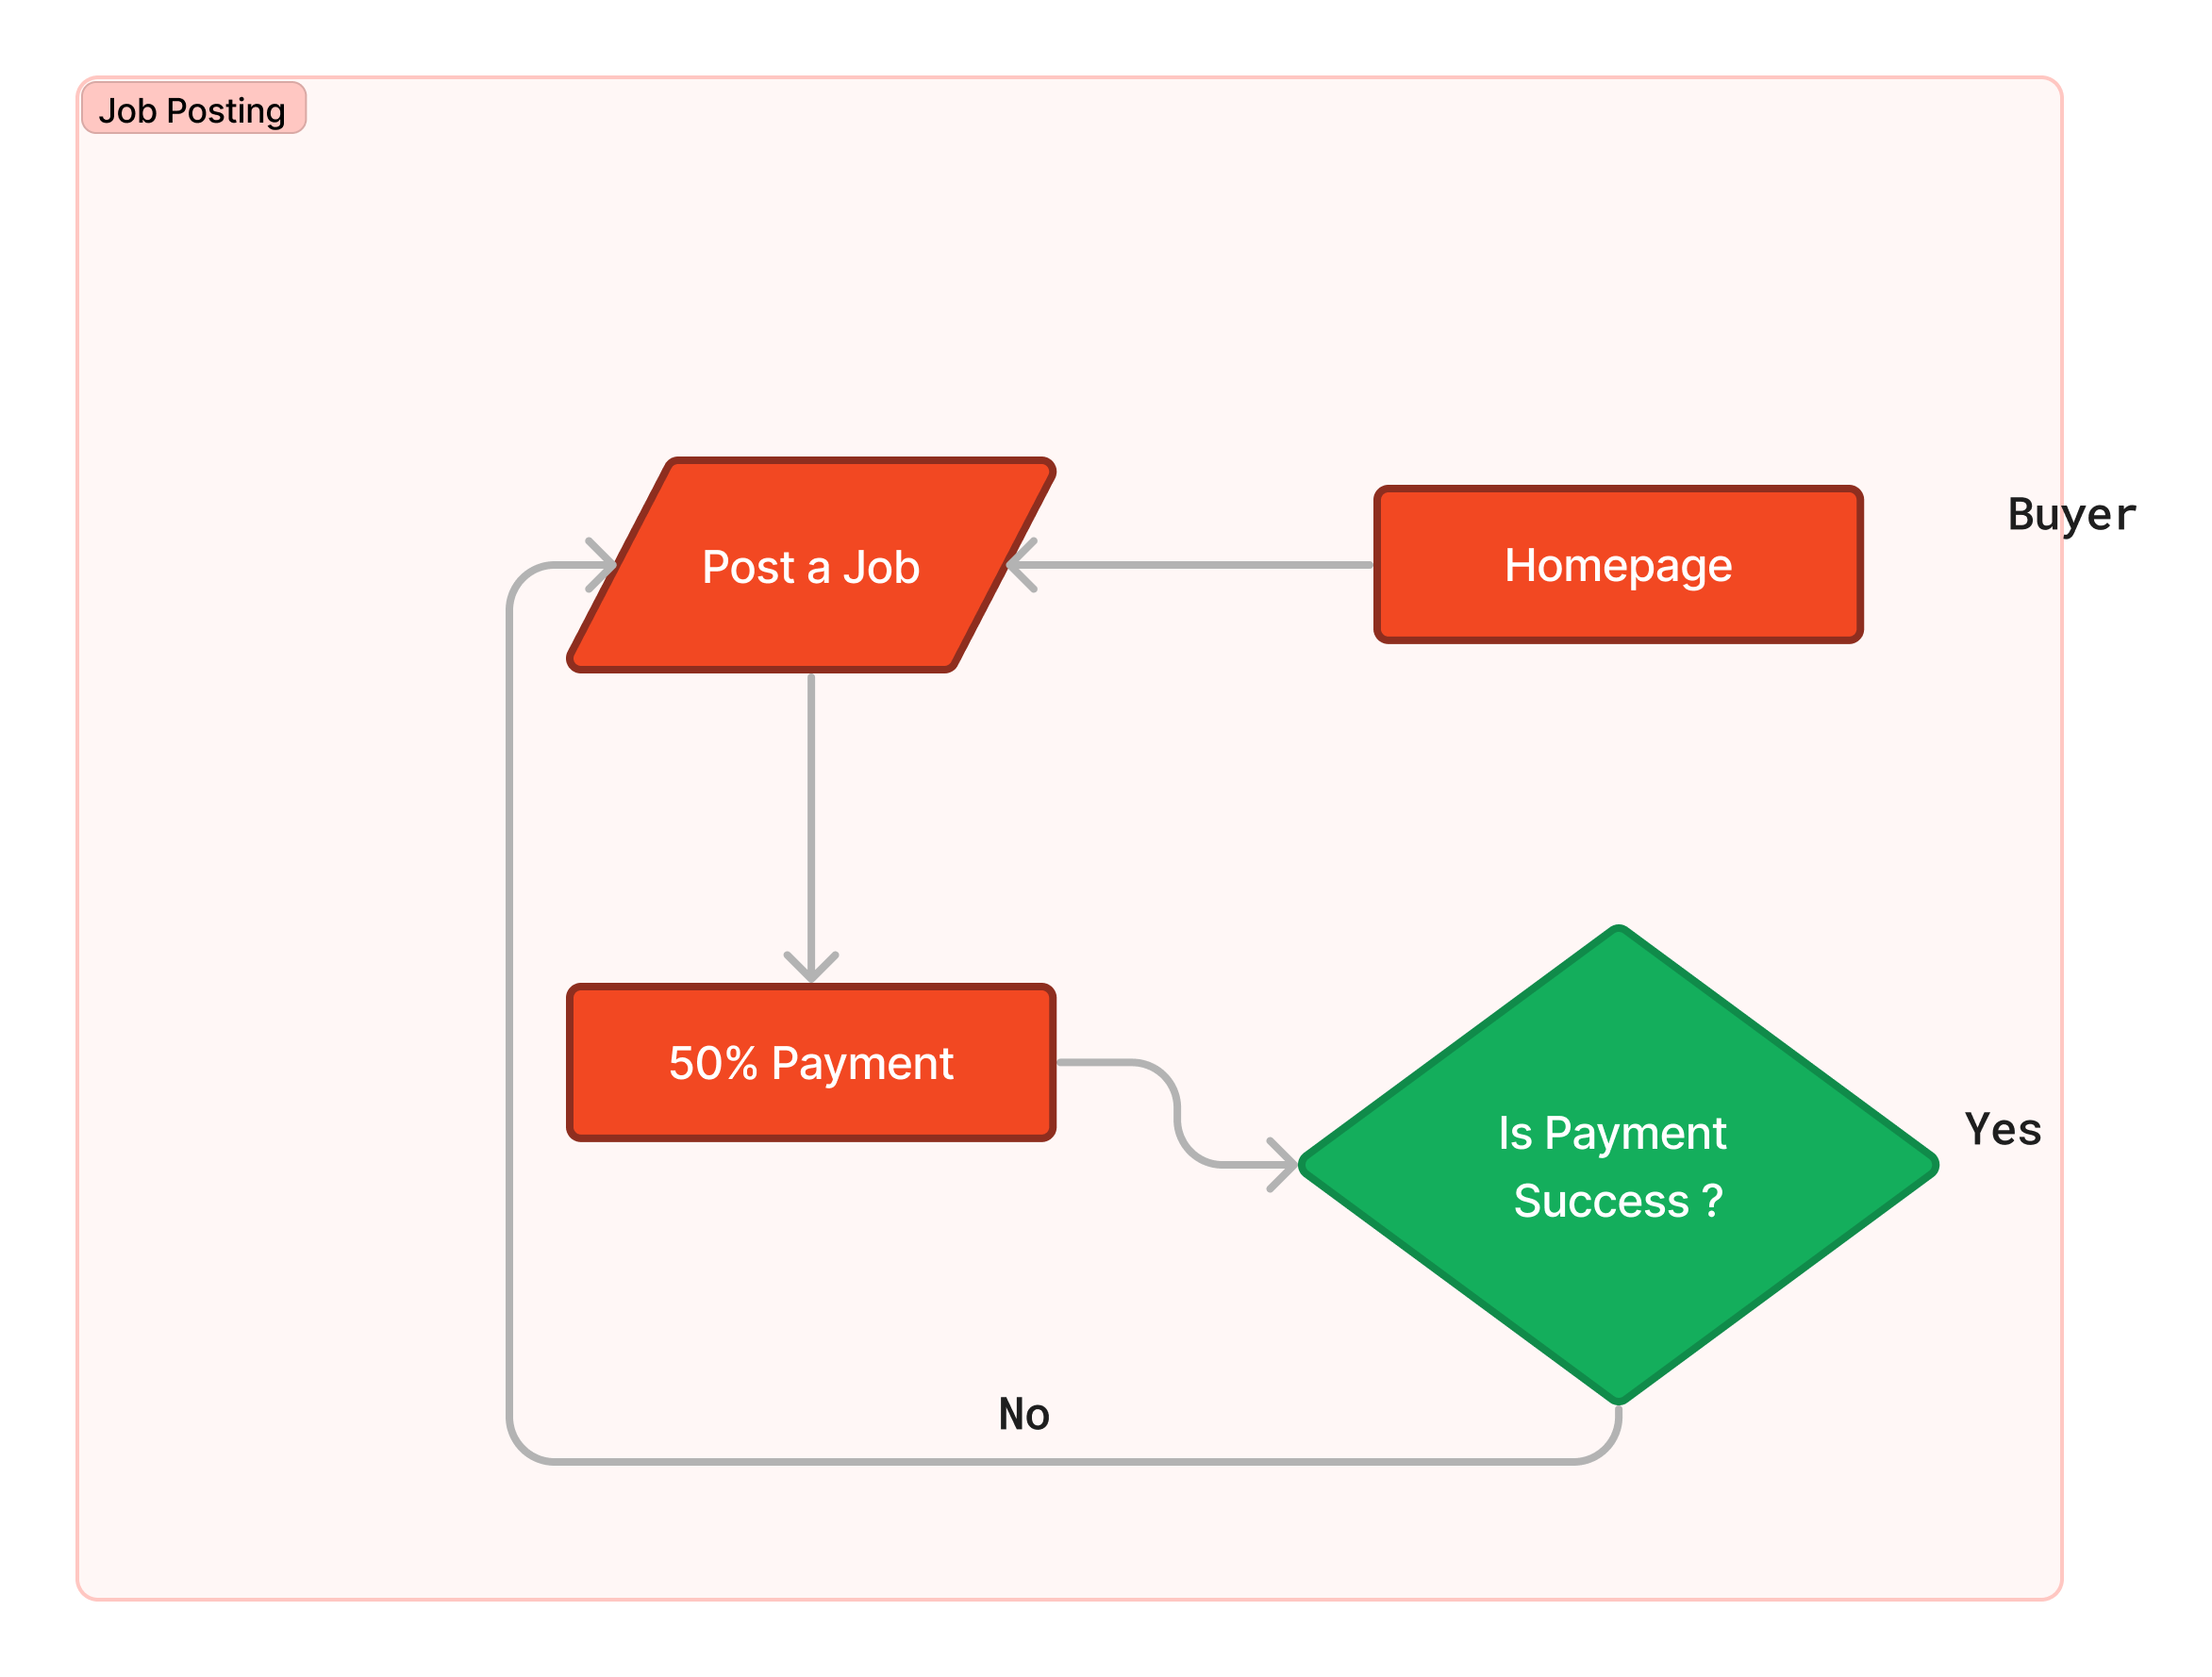 Job Posting
Buyer
Post a Job
Homepage
50% Payment
Is Payment
Success ?
Yes
No